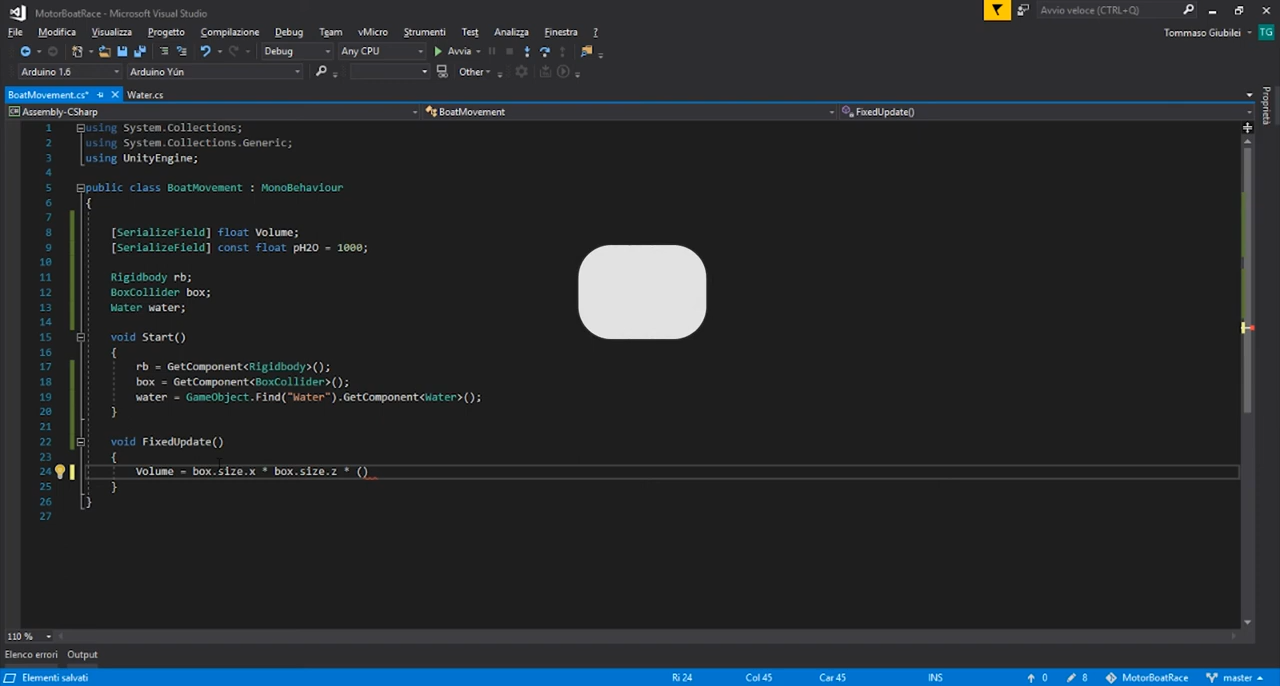 MotorBoatRace - Microsoft Visual Studio
Avvio veloce (CTRL+Q)
File Modifica Visualizza Progetto Compilazione Debug Team vMicro Strumenti Test Analizza Finestra ?
Tommaso Giubilei TG
Debug Any CPU Avvia
Arduino 1.6 Arduino Yún Other
BoatMovement.cs* Water.cs
Proprietà
Assembly-CSharp BoatMovement FixedUpdate()
1 using System.Collections;
2 using System.Collections.Generic;
3 using UnityEngine;
4
5 public class BoatMovement : MonoBehaviour
6 {
7
8 [SerializeField] float Volume;
9 [SerializeField] const float pH2O = 1000;
10
11 Rigidbody rb;
12 BoxCollider box;
13 Water water;
14
15 void Start()
16 {
17 rb = GetComponent<Rigidbody>();
18 box = GetComponent<BoxCollider>();
19 water = GameObject.Find("Water").GetComponent<Water>();
20 }
21
22 void FixedUpdate()
23 {
24 Volume = box.size.x * box.size.z * ()
25 }
26 }
27
110 %
Elenco errori Output
Elementi salvati Ri 24 Col 45 Car 45 INS 0 8 MotorBoatRace master